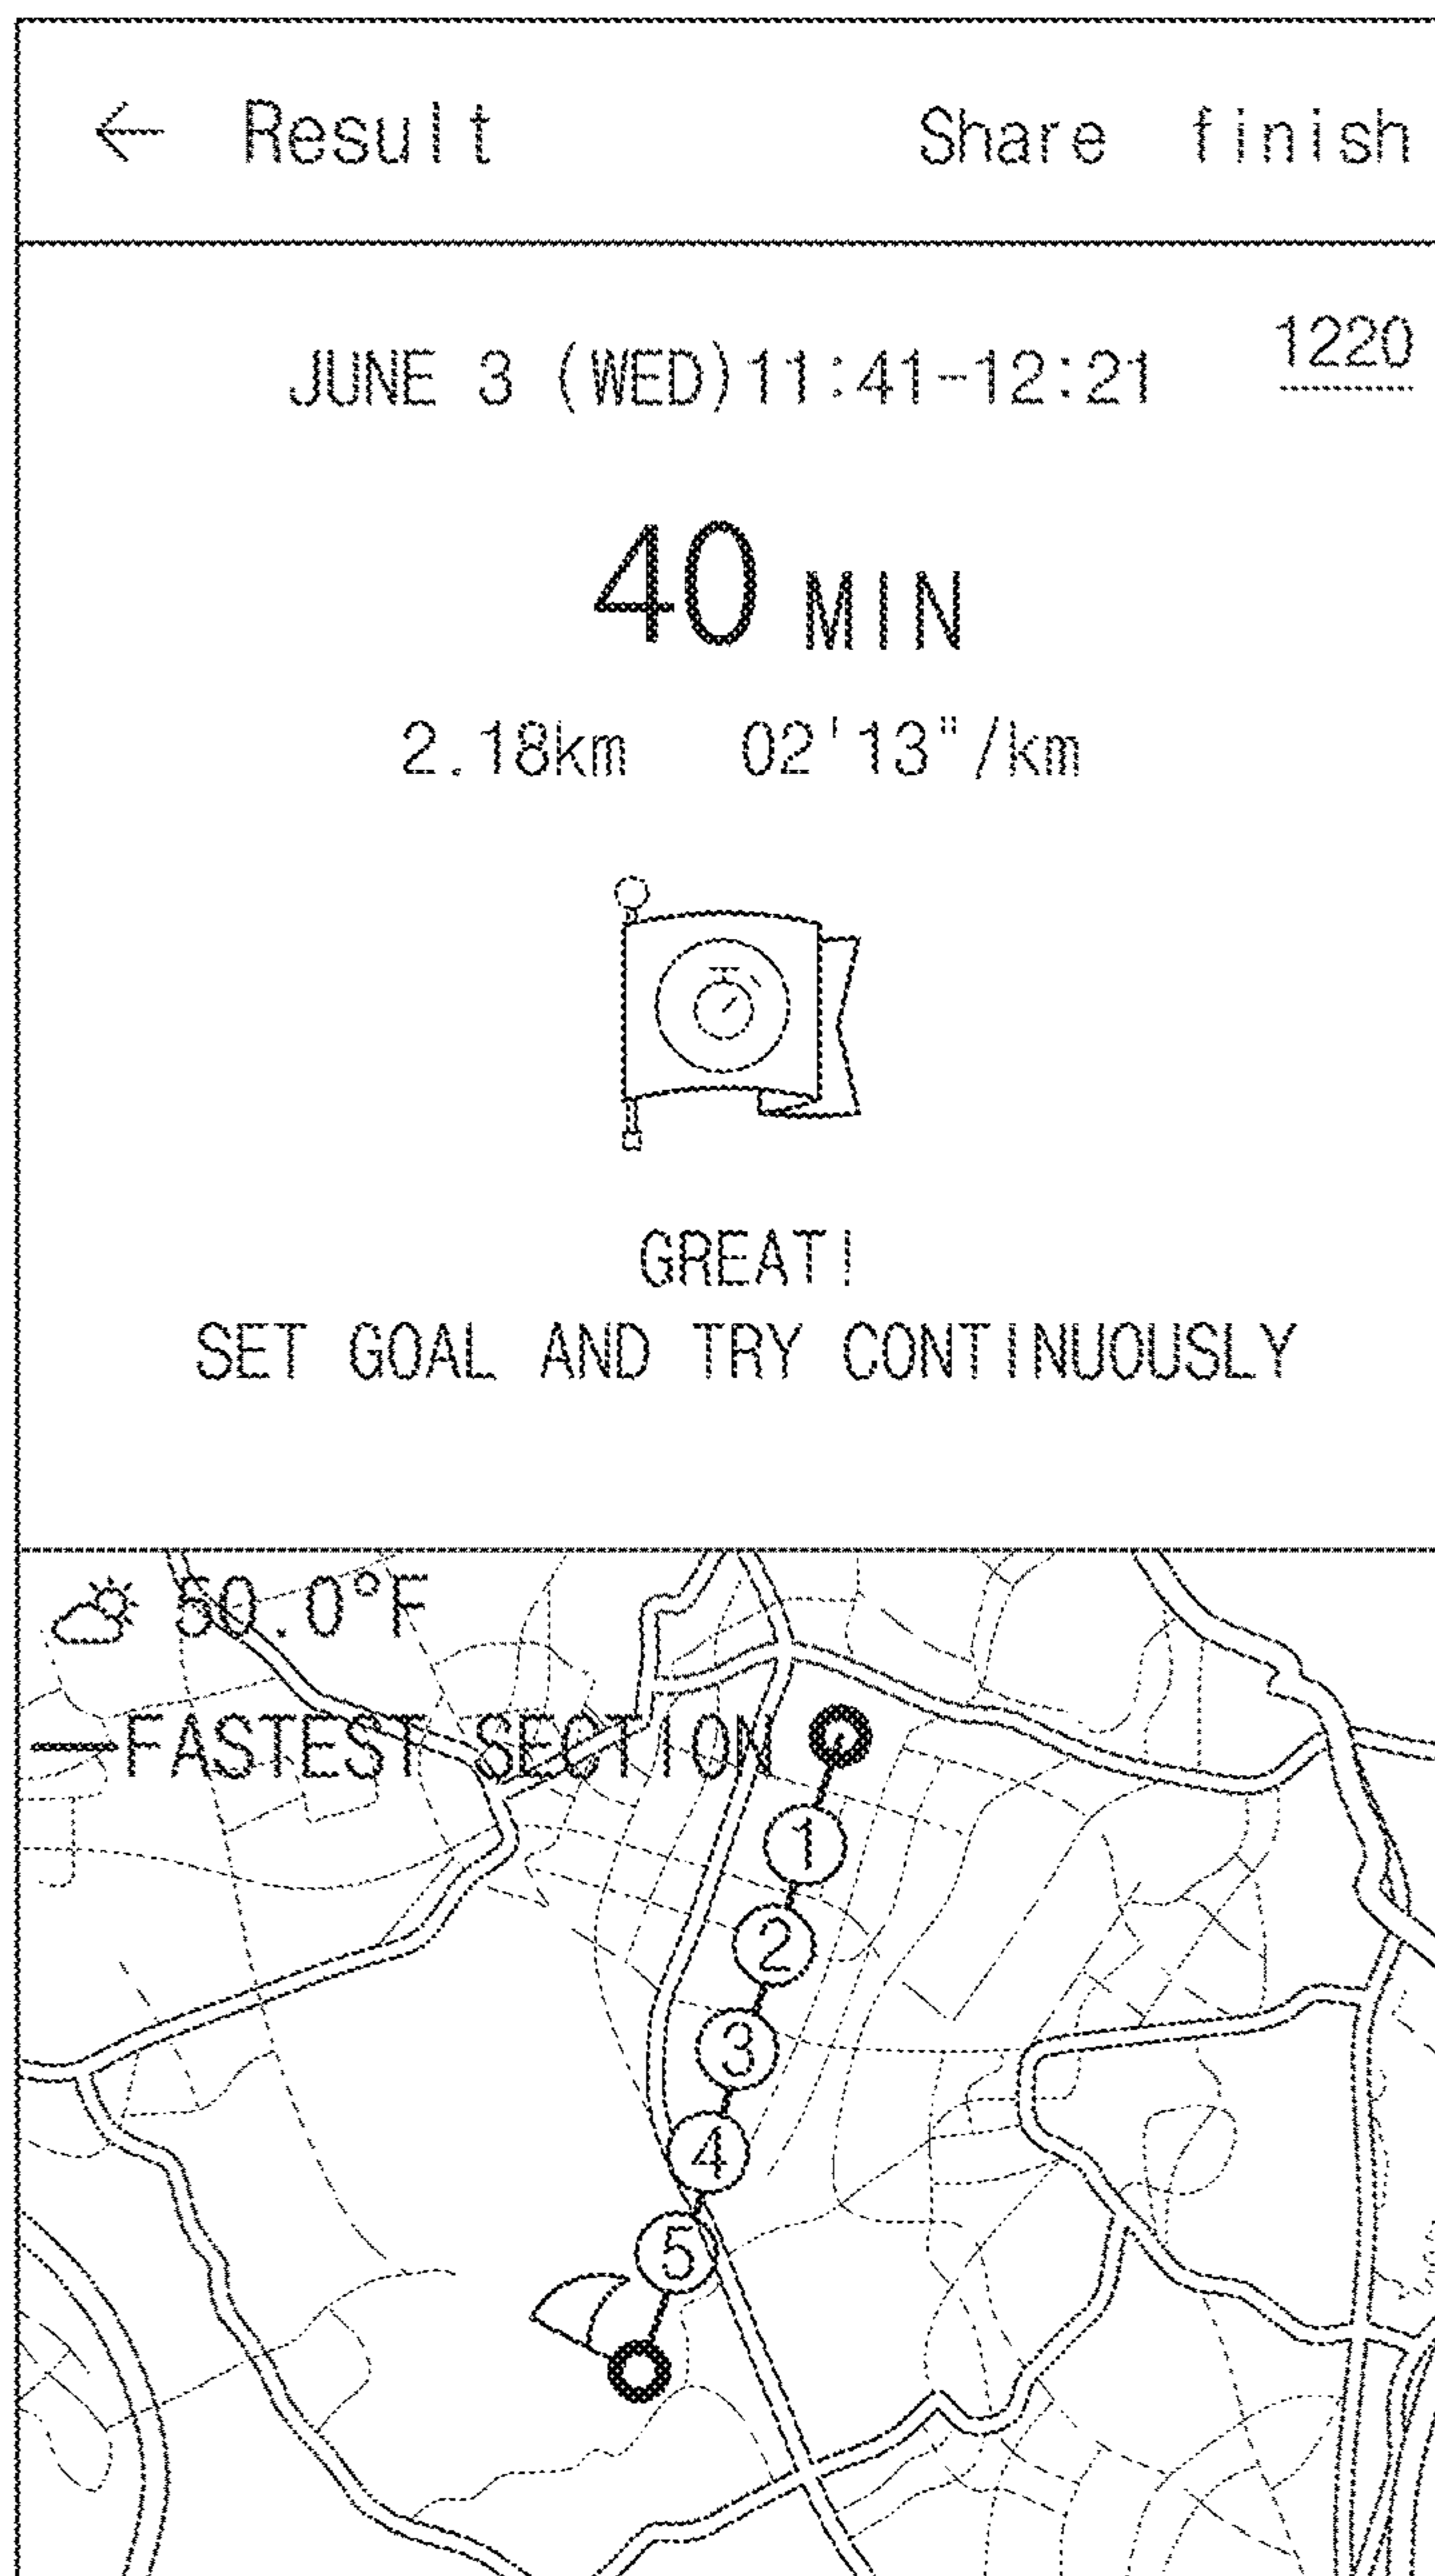 ← Result Share finish
JUNE 3 (WED)11:41-12:21 1220
40 MIN
2.18km 02'13"/km
GREAT!
SET GOAL AND TRY CONTINUOUSLY
50.0°F
FASTEST SECTION
1
2
3
4
5